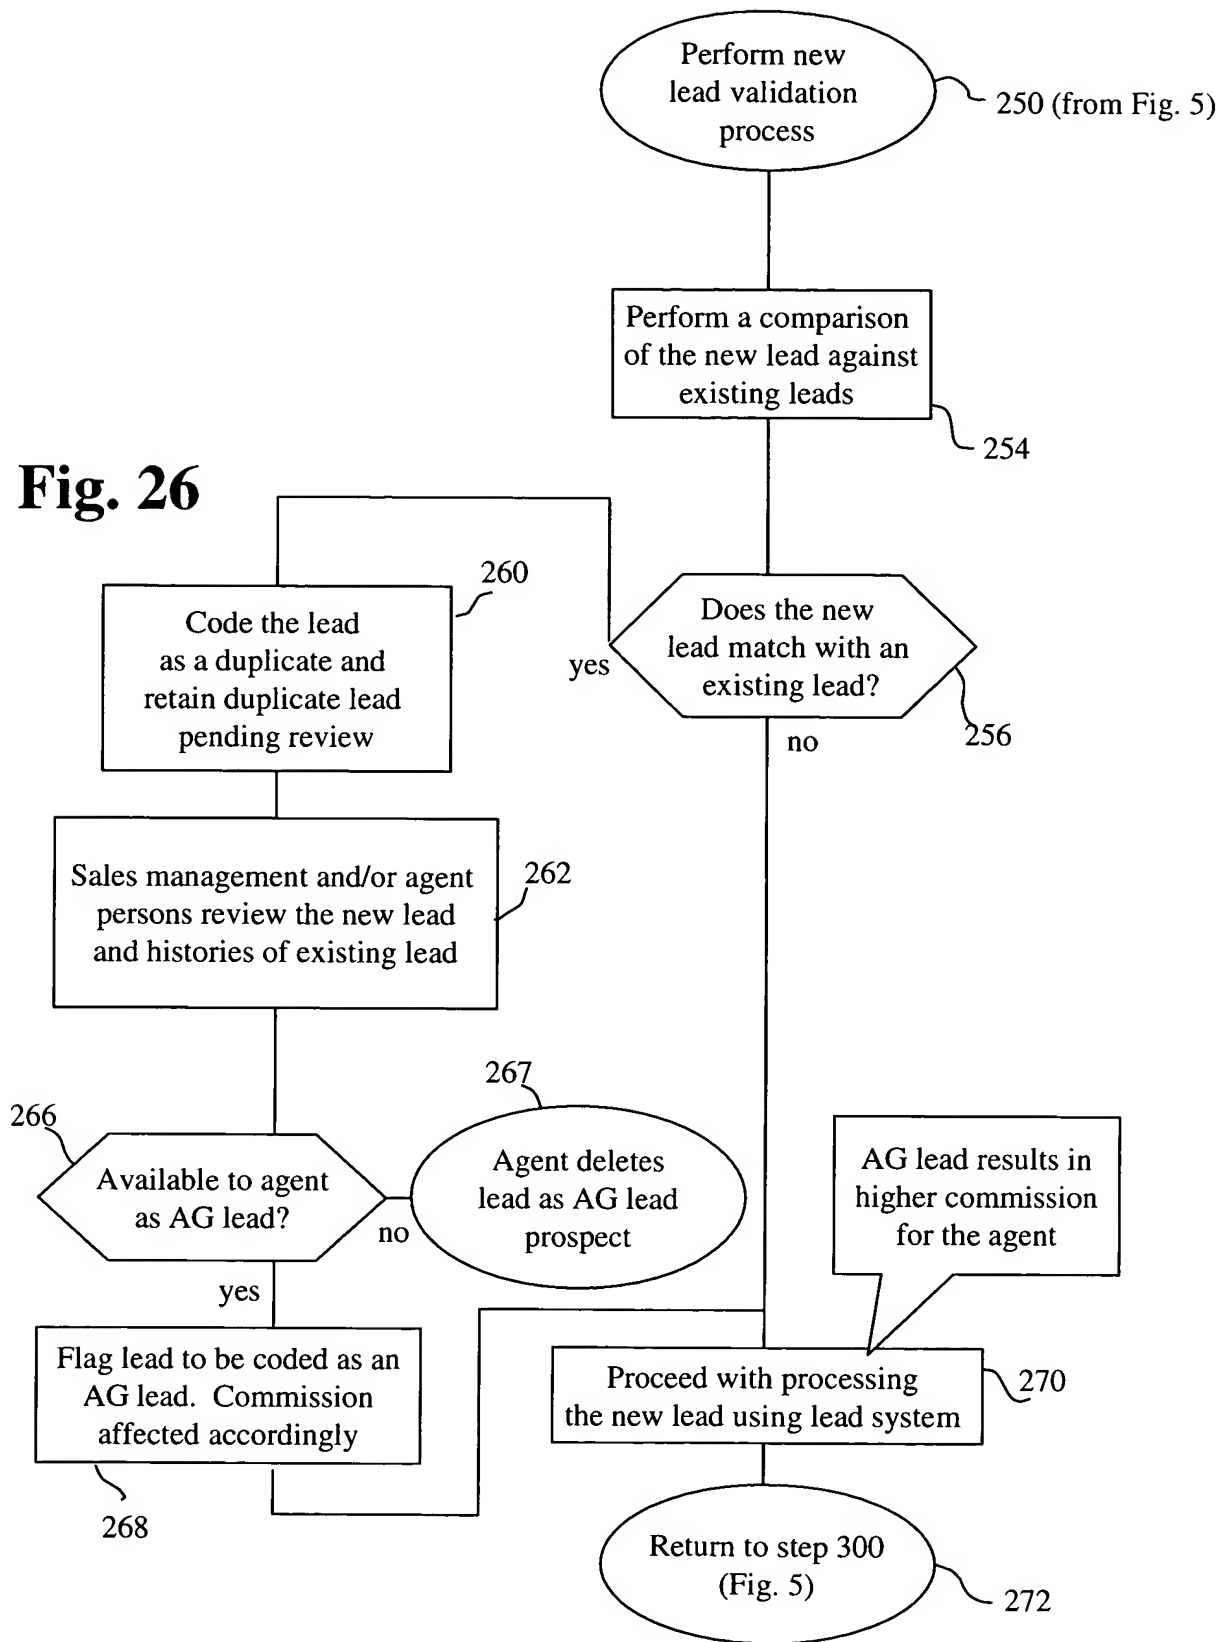 Perform new
lead validation
process
250 (from Fig. 5)
Perform a comparison
of the new lead against
existing leads
254
Fig. 26
260
Code the lead
as a duplicate and
retain duplicate lead
pending review
Does the new
lead match with an
existing lead?
yes
256
no
Sales management and/or agent
persons review the new lead
and histories of existing lead
262
267
266
Available to agent
as AG lead?
no
Agent deletes
lead as AG lead
prospect
AG lead results in
higher commission
for the agent
yes
Flag lead to be coded as an
AG lead. Commission
affected accordingly
268
Proceed with processing
the new lead using lead system
270
Return to step 300
(Fig. 5)
272